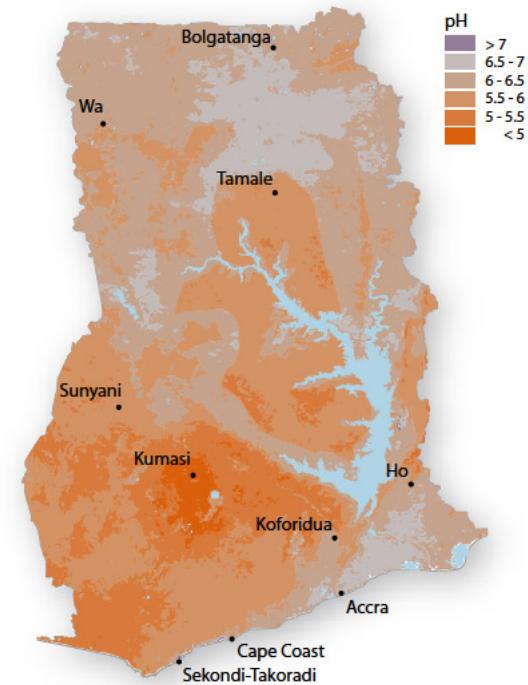 pH
> 7
6.5 - 7
6 - 6.5
5.5 - 6
5 - 5.5
< 5
Bolgatanga
Wa
Tamale
Sunyani
Kumasi
Ho
Koforidua
Accra
Cape Coast
Sekondi-Takoradi